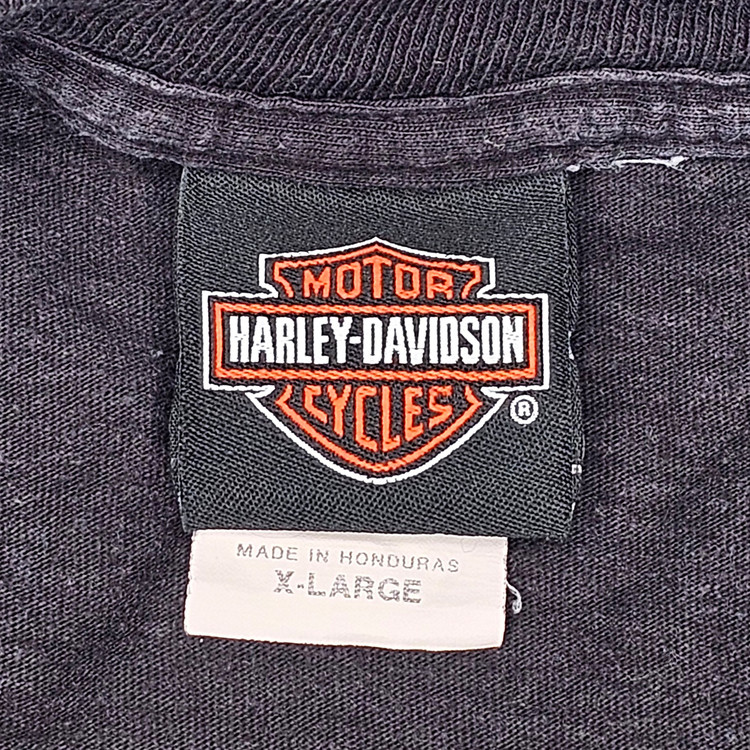 MOTOR
HARLEY-DAVIDSON
CYCLES
®
MADE IN HONDURAS
X-LARGE